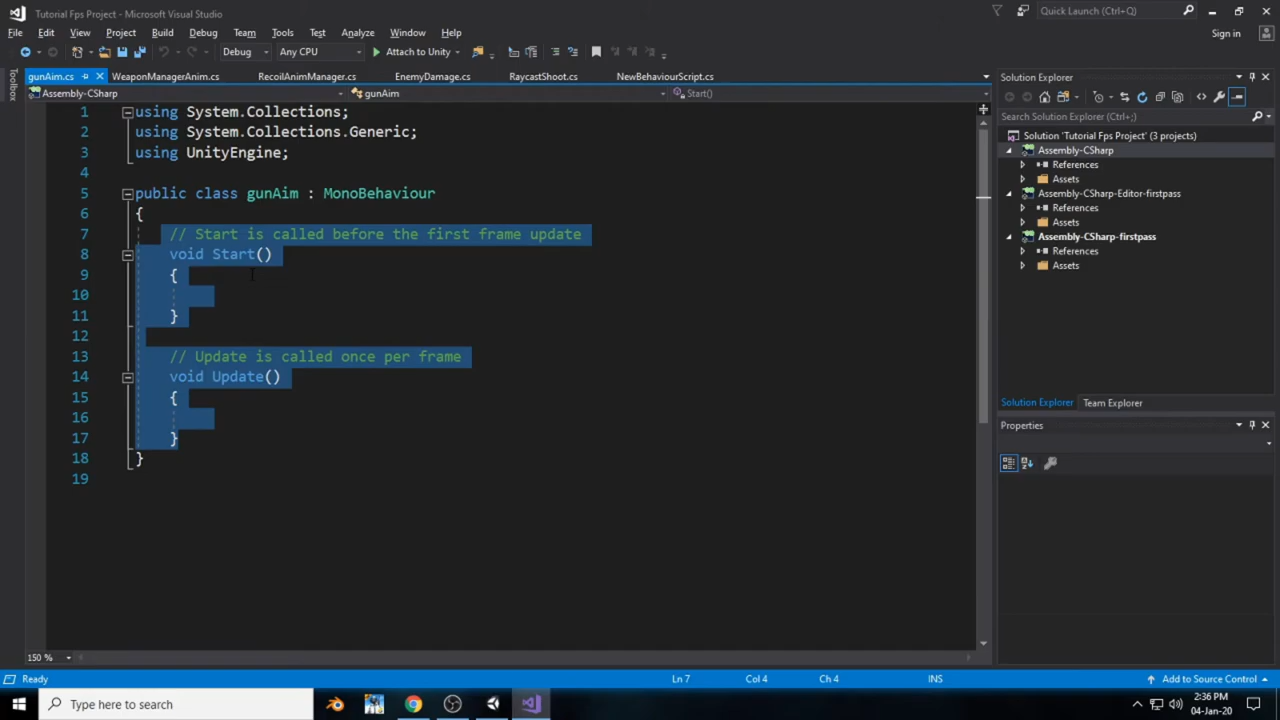 Tutorial Fps Project - Microsoft Visual Studio
Quick Launch (Ctrl+Q)
File Edit View Project Build Debug Team Tools Test Analyze Window Help
Sign in
Debug Any CPU Attach to Unity
Toolbox
gunAim.cs WeaponManagerAnim.cs RecoilAnimManager.cs EnemyDamage.cs RaycastShoot.cs NewBehaviourScript.cs
Assembly-CSharp gunAim Start()
1 using System.Collections;
2 using System.Collections.Generic;
3 using UnityEngine;
4
5 public class gunAim : MonoBehaviour
6 {
7 // Start is called before the first frame update
8 void Start()
9 {
10
11 }
12
13 // Update is called once per frame
14 void Update()
15 {
16
17 }
18 }
19
150 %
Solution Explorer
Search Solution Explorer (Ctrl+;)
Solution 'Tutorial Fps Project' (3 projects)
Assembly-CSharp
References
Assets
Assembly-CSharp-Editor-firstpass
References
Assets
Assembly-CSharp-firstpass
References
Assets
Solution Explorer Team Explorer
Properties
Ready Ln 7 Col 4 Ch 4 INS Add to Source Control
Type here to search
2:36 PM
04-Jan-20